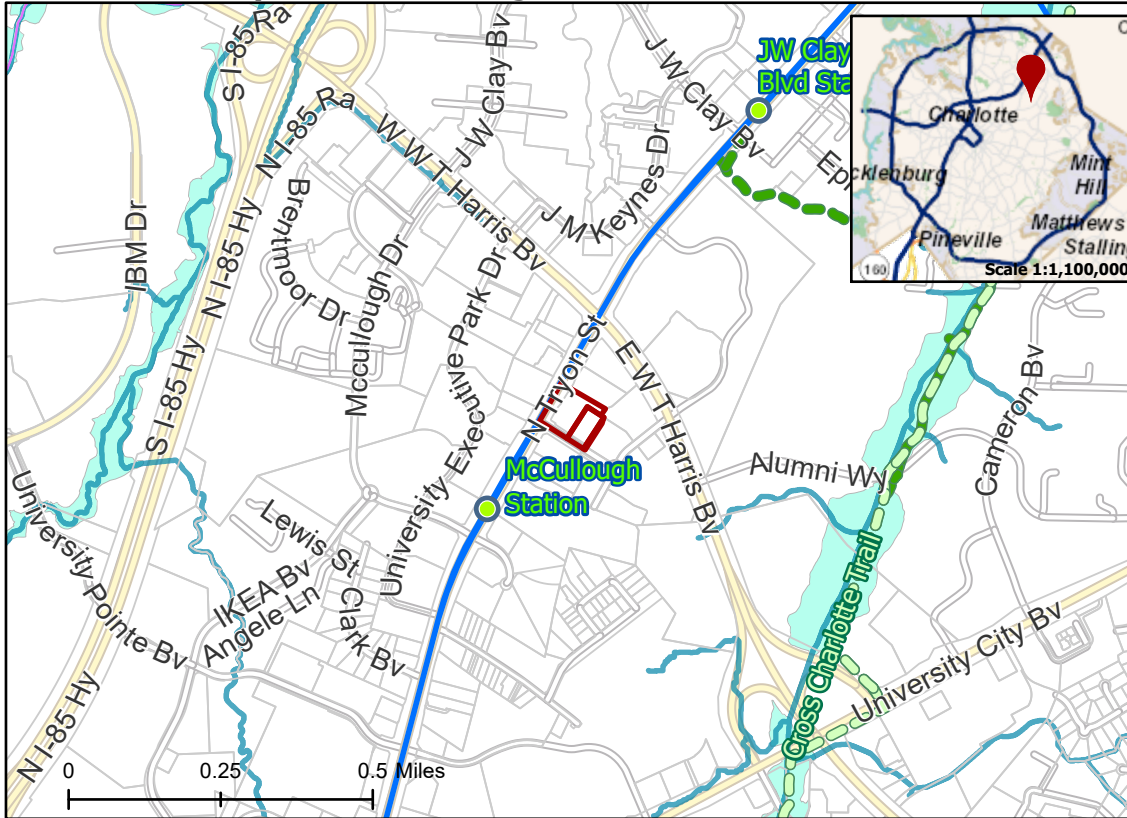 S I-85 Ra
N I-85 Ra
J W Clay Bv
J W Clay Bv
JW Clay
Blvd Sta
W W T Harris Bv
J M Keynes Dr
IBM Dr
Brentmoor Dr
Mccullough Dr
University Executive Park Dr
N I-85 Hy
S I-85 Hy
N Tryon St
E W T Harris Bv
McCullough
Station
Alumni Wy
Cameron Bv
Lewis St
Clark Bv
IKEA Bv
Angele Ln
University Pointe Bv
Cross Charlotte Trail
University City Bv
N I-85 Hy
0 0.25 0.5 Miles
Charlotte
cklenburg
Mint
Hill
Matthews
Stalling
Pineville
160
Scale 1:1,100,000